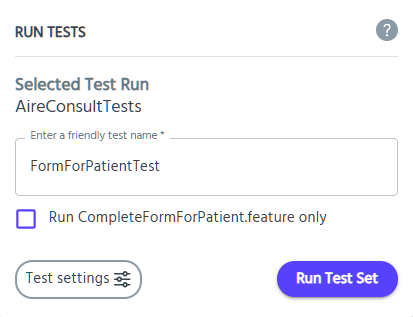 RUN TESTS
?
Selected Test Run
AireConsultTests
Enter a friendly test name *
FormForPatientTest
Run CompleteFormForPatient.feature only
Test settings
Run Test Set